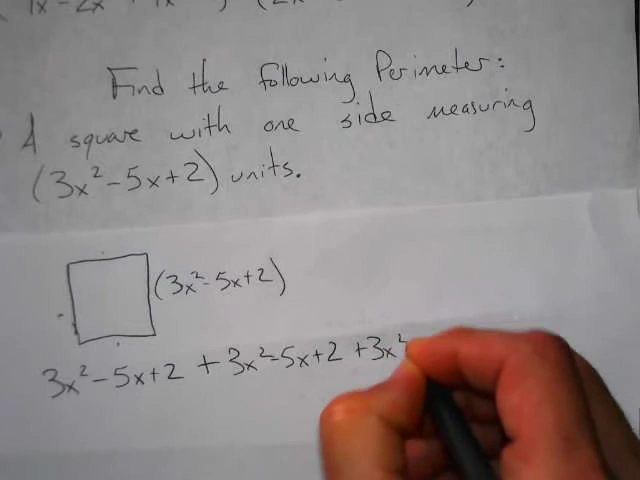 Find the following Perimeter:
A square with one side measuring
(3x²-5x+2) units.
(3x²-5x+2)
3x²-5x+2 +3x²-5x+2 +3x²